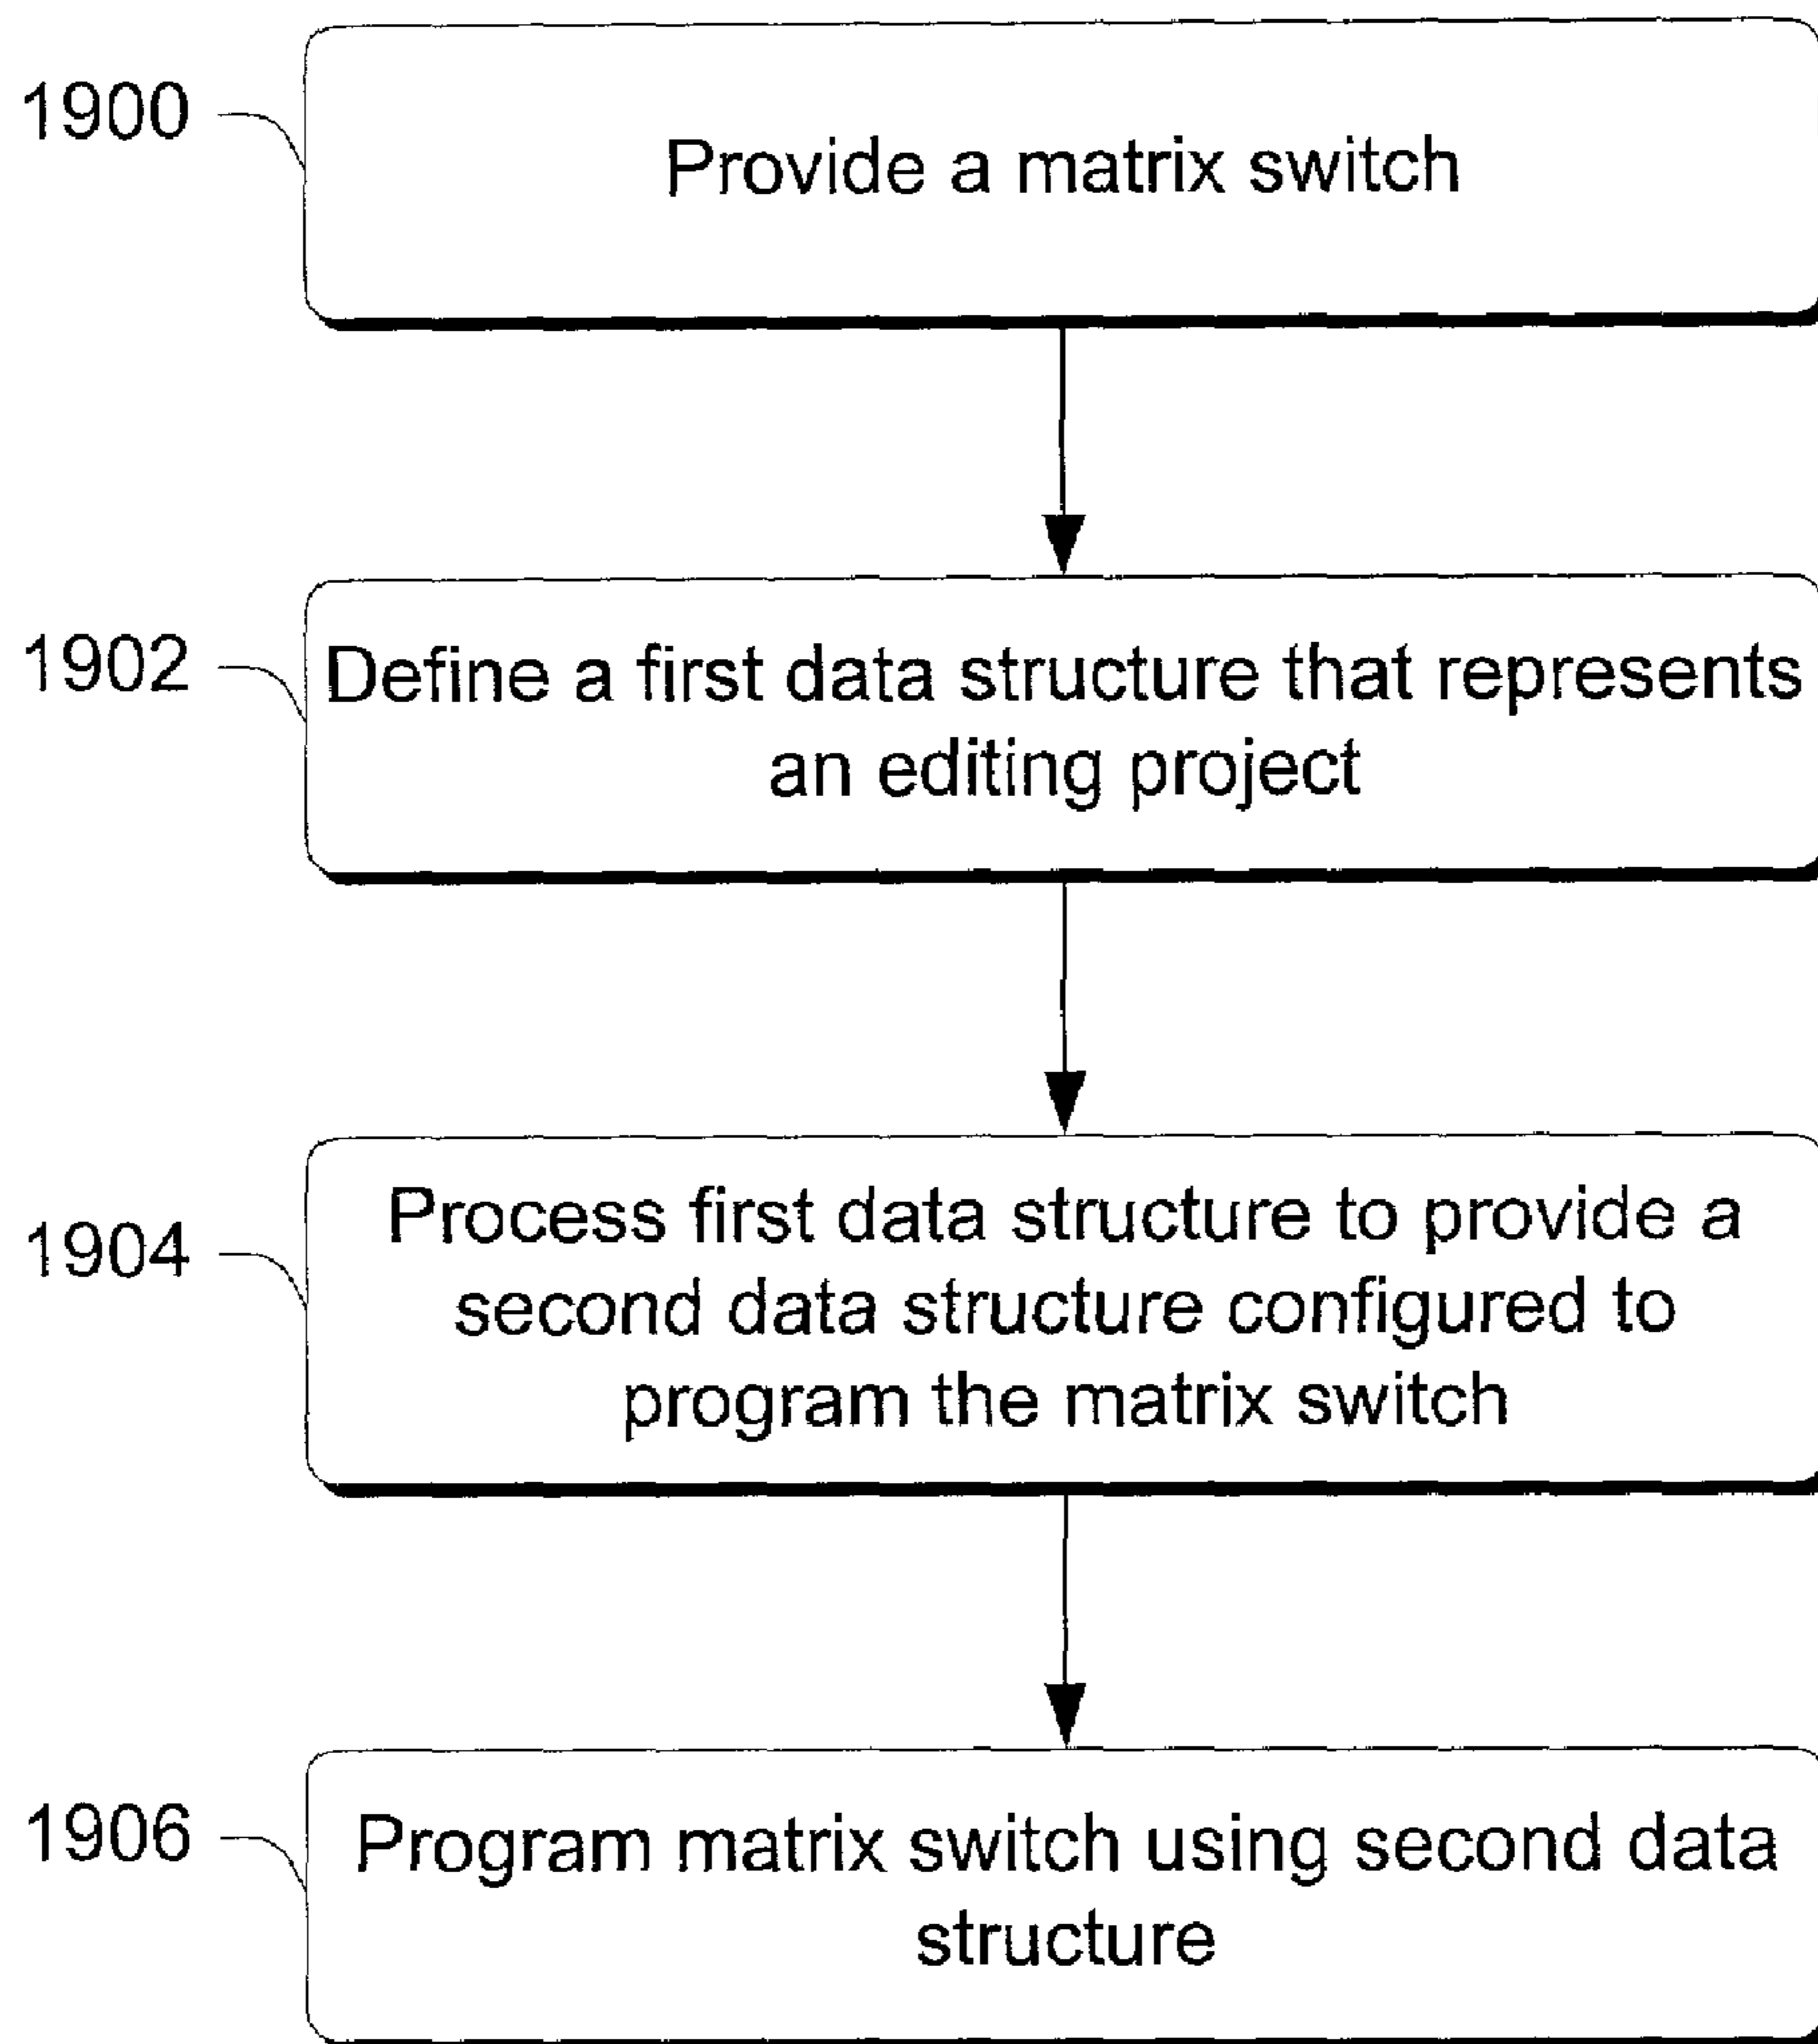 1900
Provide a matrix switch
1902
Define a first data structure that represents
an editing project
1904
Process first data structure to provide a
second data structure configured to
program the matrix switch
1906
Program matrix switch using second data
structure